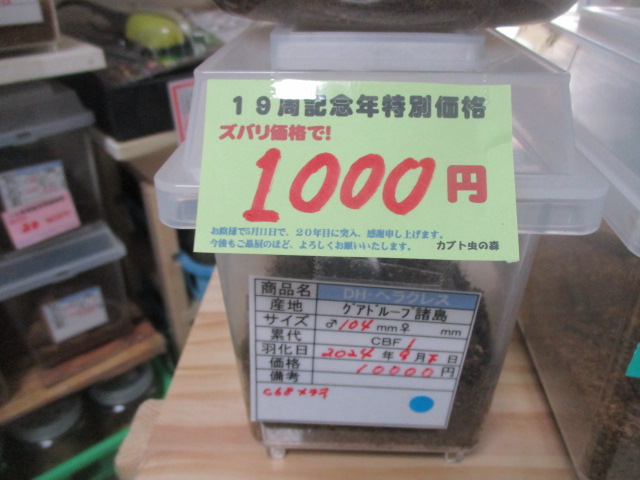 19周記念年特別価格
ズバリ価格で!
1000円
お蔭様で5月11日で、20年目に突入、感謝申し上げます。
今後もご贔屓のほど、よろしくお願いいたします。 カブト虫の森
商品名 DH・ヘラクレス
産地 グアドループ諸島
サイズ ♂104mm♀ mm
累代 CBF1
羽化日 2024年9月下日
価格 10000円
備考